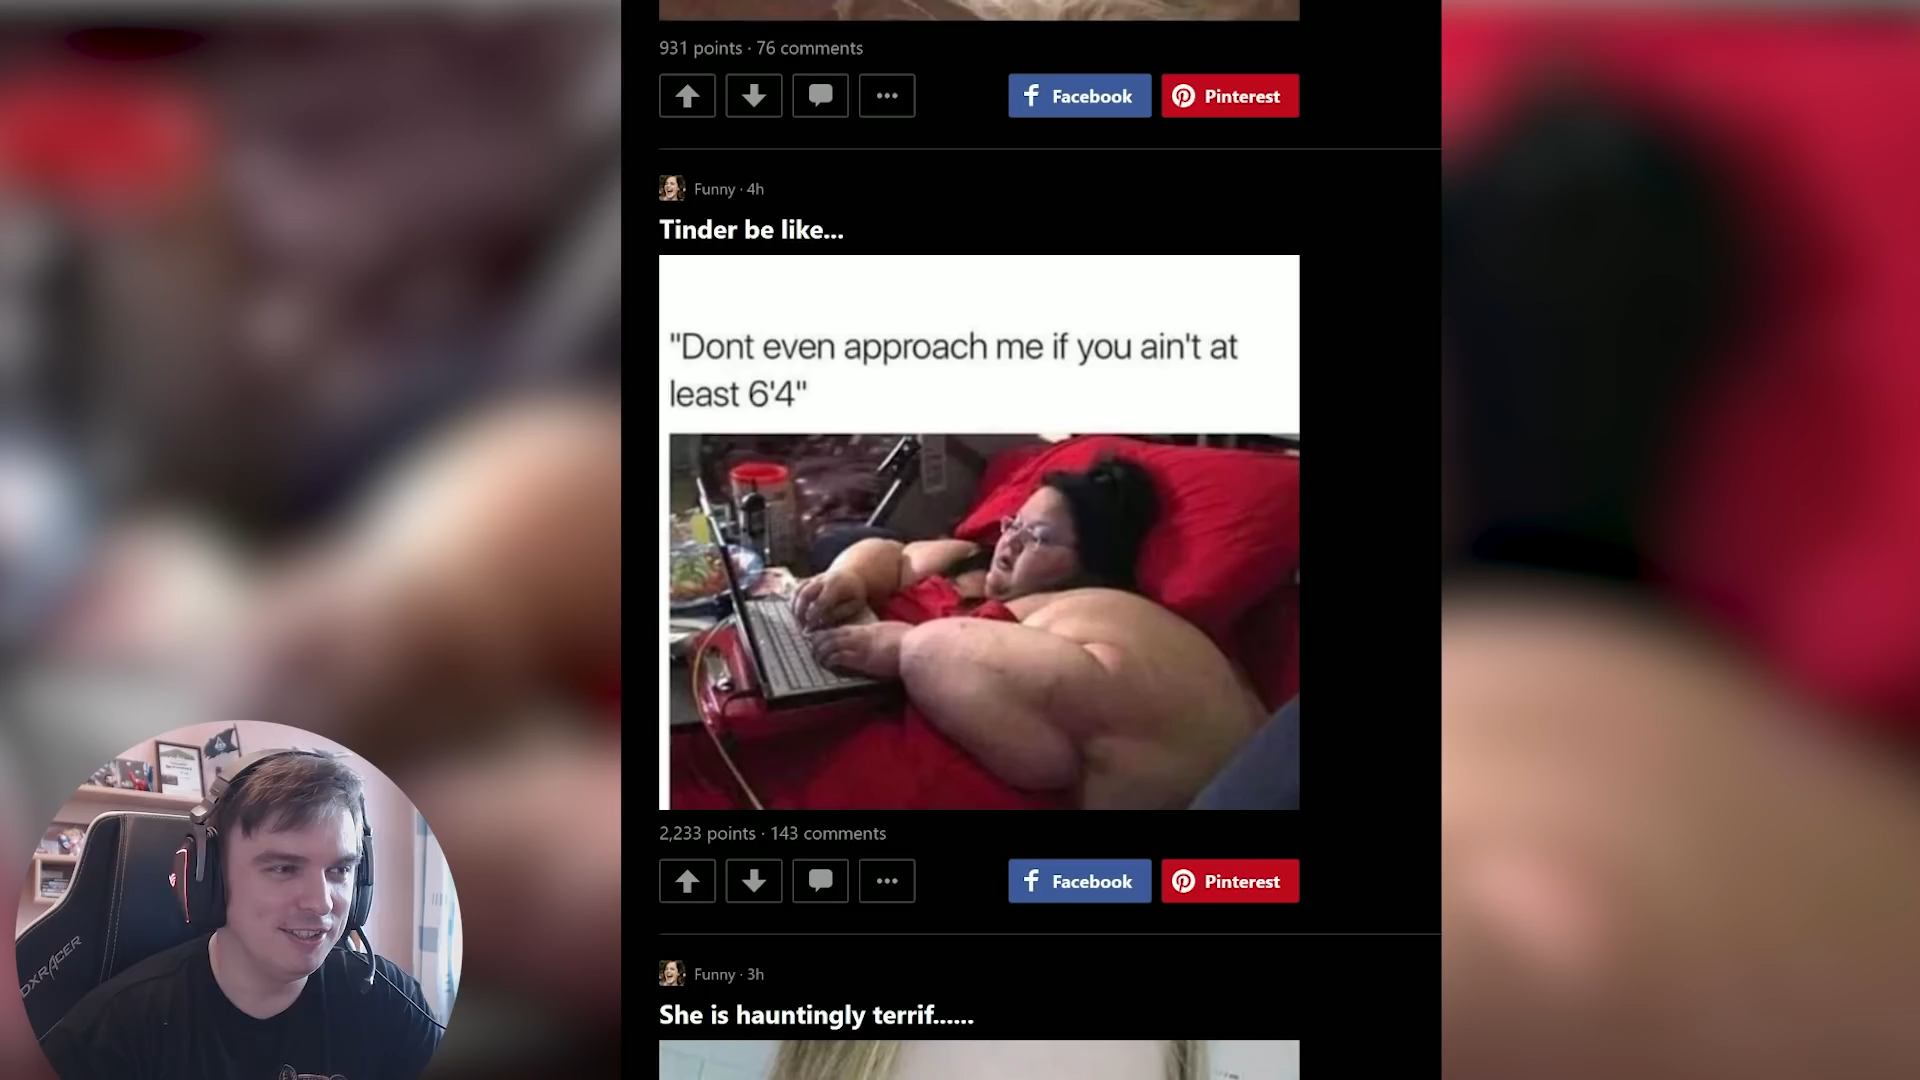 931 points · 76 comments
Facebook
Pinterest
Funny · 4h
Tinder be like...
"Dont even approach me if you ain't at
least 6'4"
2,233 points · 143 comments
Facebook
Pinterest
DXRACER
Funny · 3h
She is hauntingly terrif......